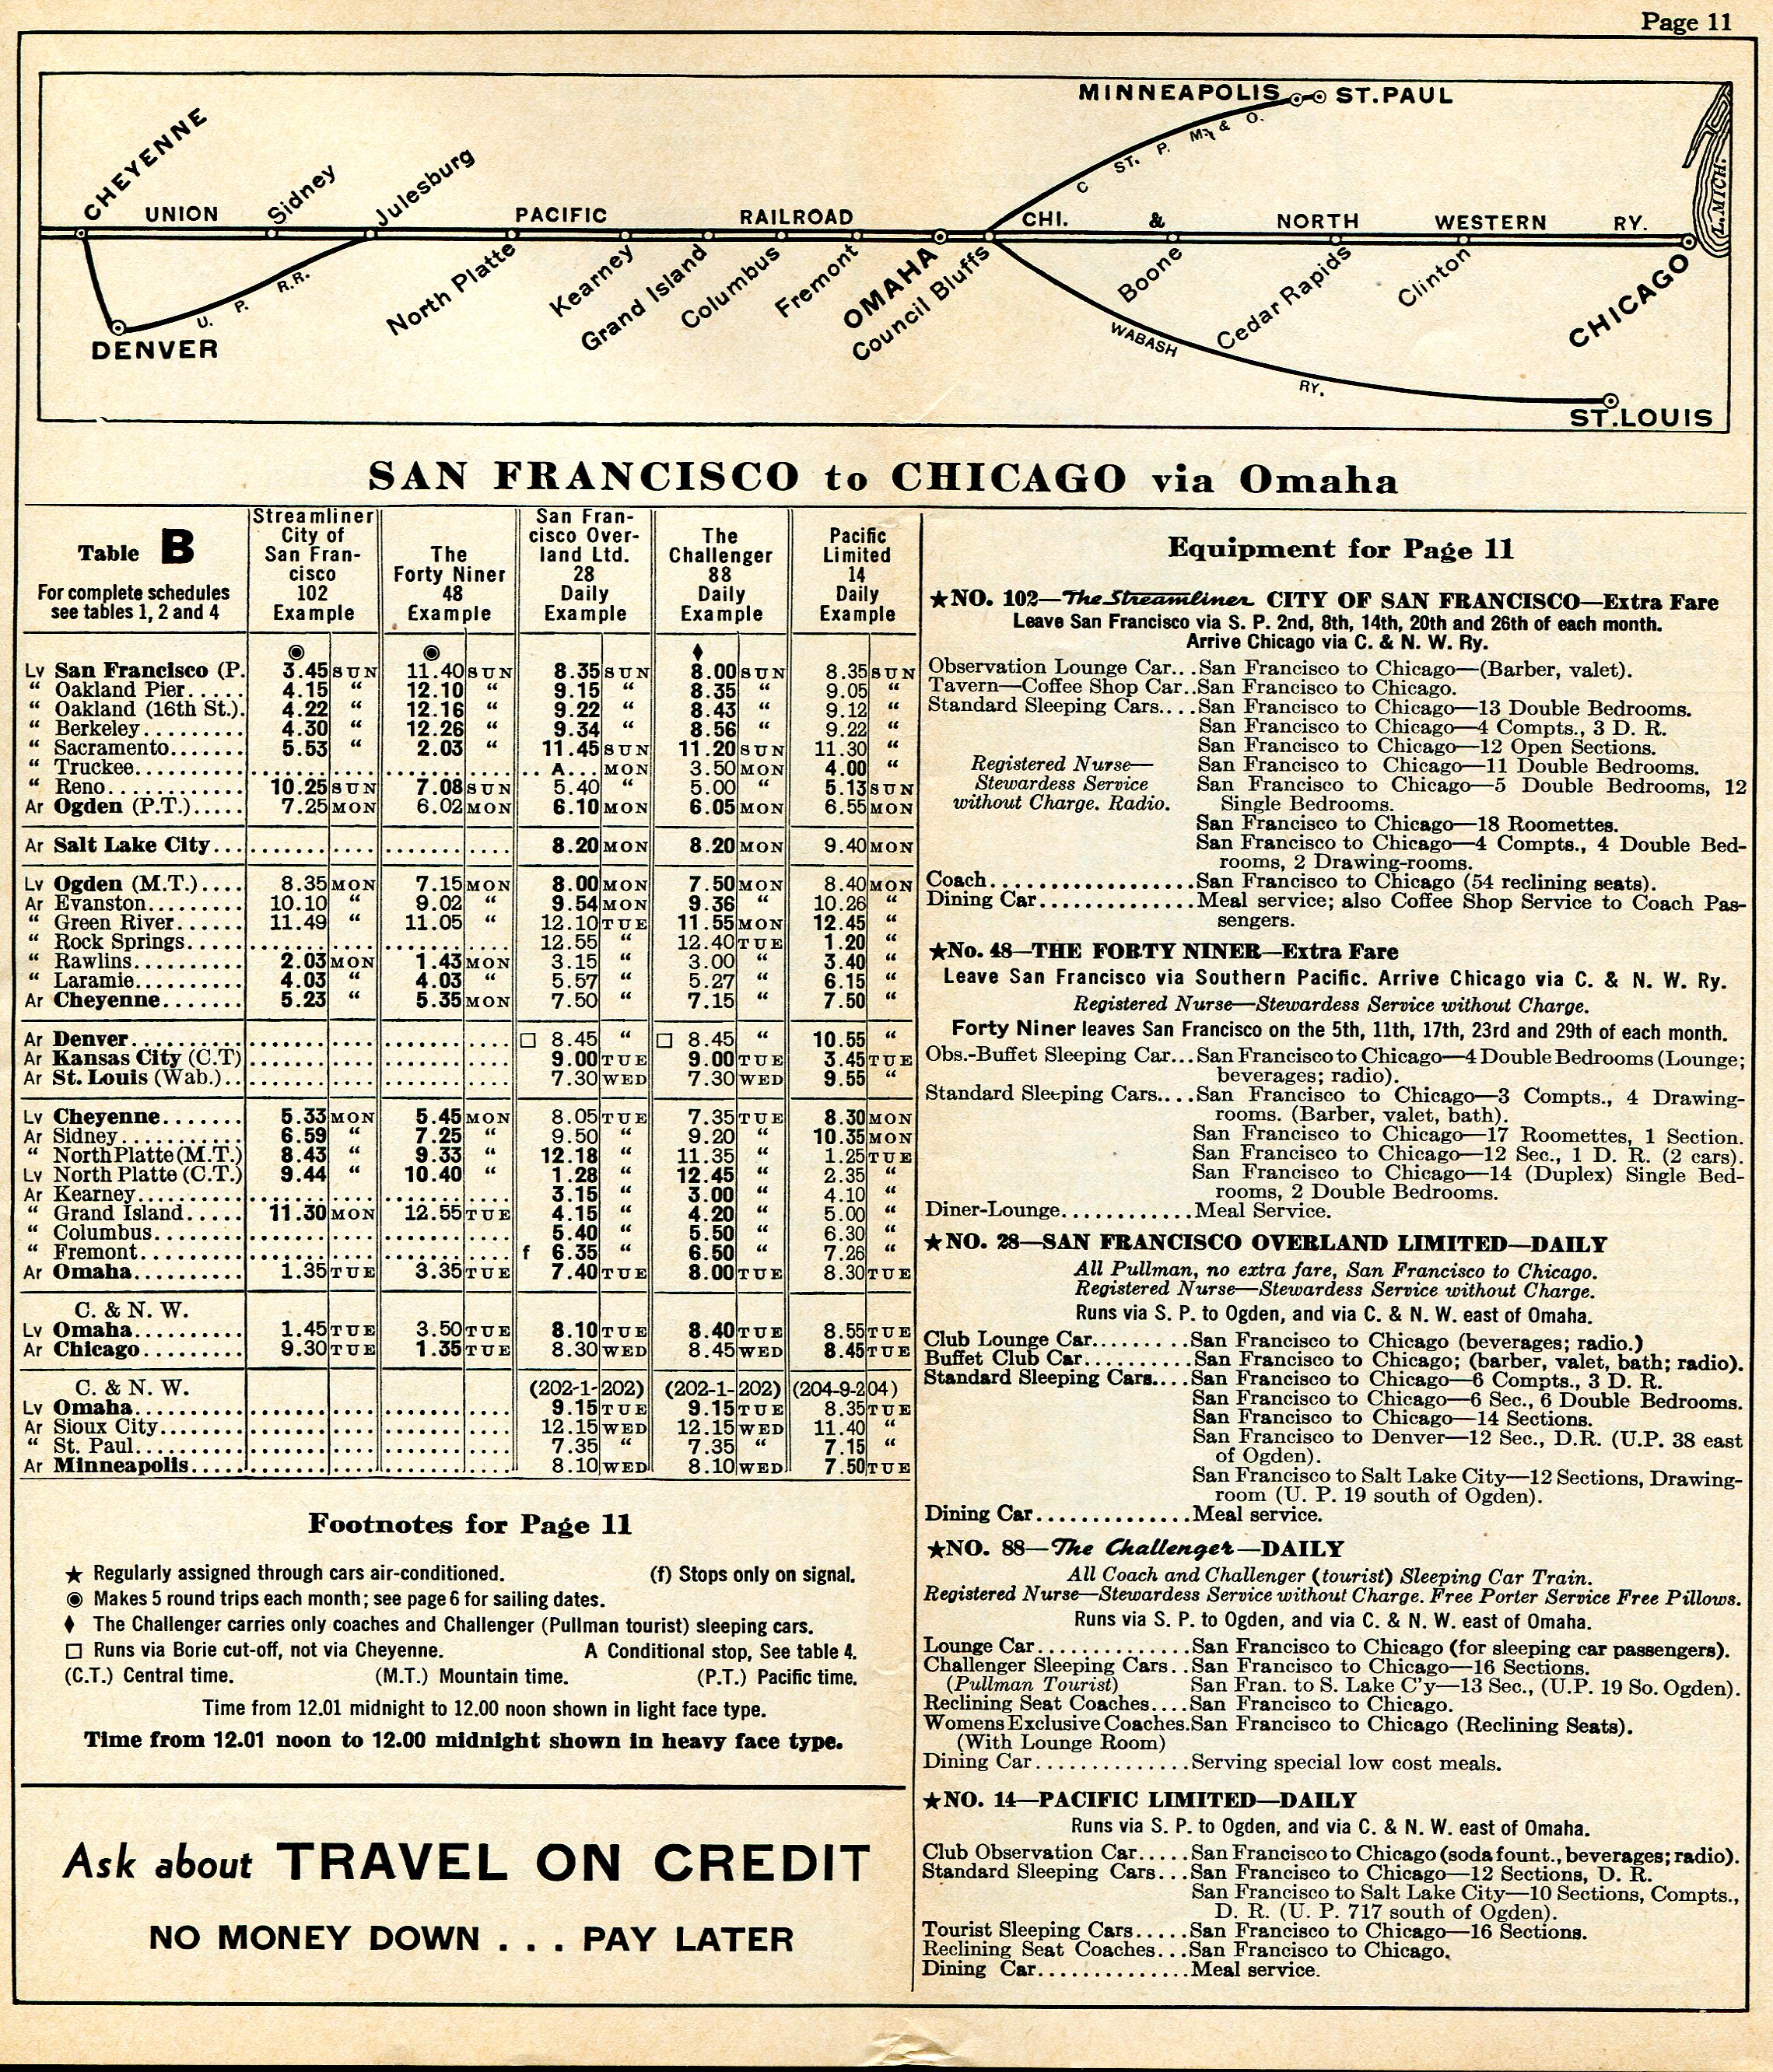 Page 11
MINNEAPOLIS ST. PAUL
C. ST. P. M. & O.
CHEYENNE
Sidney
Julesburg
L. MICH.
UNION PACIFIC RAILROAD CHI. & NORTH WESTERN RY.
U. P. R.R.
DENVER
North Platte
Kearney
Grand Island
Columbus
Fremont
OMAHA
Council Bluffs
Boone
Cedar Rapids
Clinton
CHICAGO
WABASH RY.
ST. LOUIS
SAN FRANCISCO to CHICAGO via Omaha
Table B
For complete schedules
see tables 1, 2 and 4
Streamliner City of San Francisco 102 Example
The Forty Niner 48 Example
San Francisco Overland Ltd. 28 Daily Example
The Challenger 88 Daily Example
Pacific Limited 14 Daily Example
◉ ◉ ♦
Lv San Francisco (P. 3.45 SUN 11.40 SUN 8.35 SUN 8.00 SUN 8.35 SUN
“ Oakland Pier..... 4.15 “ 12.10 “ 9.15 “ 8.35 “ 9.05 “
“ Oakland (16th St.). 4.22 “ 12.16 “ 9.22 “ 8.43 “ 9.12 “
“ Berkeley......... 4.30 “ 12.26 “ 9.34 “ 8.56 “ 9.22 “
“ Sacramento....... 5.53 “ 2.03 “ 11.45 SUN 11.20 SUN 11.30 “
“ Truckee.......... ........... ........... .. A... MON 3.50 MON 4.00 “
“ Reno............ 10.25 SUN 7.08 SUN 5.40 “ 5.00 “ 5.13 SUN
Ar Ogden (P.T.)..... 7.25 MON 6.02 MON 6.10 MON 6.05 MON 6.55 MON
Ar Salt Lake City... ........... ........... 8.20 MON 8.20 MON 9.40 MON
Lv Ogden (M.T.).... 8.35 MON 7.15 MON 8.00 MON 7.50 MON 8.40 MON
Ar Evanston......... 10.10 “ 9.02 “ 9.54 MON 9.36 “ 10.26 “
“ Green River...... 11.49 “ 11.05 “ 12.10 TUE 11.55 MON 12.45 “
“ Rock Springs..... ........... ........... 12.55 “ 12.40 TUE 1.20 “
“ Rawlins.......... 2.03 MON 1.43 MON 3.15 “ 3.00 “ 3.40 “
“ Laramie.......... 4.03 “ 4.03 “ 5.57 “ 5.27 “ 6.15 “
Ar Cheyenne....... 5.23 “ 5.35 MON 7.50 “ 7.15 “ 7.50 “
Ar Denver.......... ........... ........... □ 8.45 “ □ 8.45 “ 10.55 “
Ar Kansas City (C.T) ........... ........... 9.00 TUE 9.00 TUE 3.45 TUE
Ar St. Louis (Wab.).. ........... ........... 7.30 WED 7.30 WED 9.55 “
Lv Cheyenne....... 5.33 MON 5.45 MON 8.05 TUE 7.35 TUE 8.30 MON
Ar Sidney........... 6.59 “ 7.25 “ 9.50 “ 9.20 “ 10.35 MON
“ North Platte (M.T.) 8.43 “ 9.33 “ 12.18 “ 11.35 “ 1.25 TUE
Lv North Platte (C.T.) 9.44 “ 10.40 “ 1.28 “ 12.45 “ 2.35 “
Ar Kearney.......... ........... ........... 3.15 “ 3.00 “ 4.10 “
“ Grand Island..... 11.30 MON 12.55 TUE 4.15 “ 4.20 “ 5.00 “
“ Columbus........ ........... ........... 5.40 “ 5.50 “ 6.30 “
“ Fremont.......... ........... ........... f 6.35 “ 6.50 “ 7.26 “
Ar Omaha.......... 1.35 TUE 3.35 TUE 7.40 TUE 8.00 TUE 8.30 TUE
C. & N. W.
Lv Omaha.......... 1.45 TUE 3.50 TUE 8.10 TUE 8.40 TUE 8.55 TUE
Ar Chicago......... 9.30 TUE 1.35 TUE 8.30 WED 8.45 WED 8.45 TUE
C. & N. W. (202-1-202) (202-1-202) (204-9-204)
Lv Omaha.......... ........... ........... 9.15 TUE 9.15 TUE 8.35 TUE
Ar Sioux City........ ........... ........... 12.15 WED 12.15 WED 11.40 “
“ St. Paul.......... ........... ........... 7.35 “ 7.35 “ 7.15 “
Ar Minneapolis..... ........... ........... 8.10 WED 8.10 WED 7.50 TUE
Footnotes for Page 11
★ Regularly assigned through cars air-conditioned. (f) Stops only on signal.
◉ Makes 5 round trips each month; see page 6 for sailing dates.
♦ The Challenger carries only coaches and Challenger (Pullman tourist) sleeping cars.
□ Runs via Borie cut-off, not via Cheyenne. A Conditional stop, See table 4.
(C.T.) Central time. (M.T.) Mountain time. (P.T.) Pacific time.
Time from 12.01 midnight to 12.00 noon shown in light face type.
Time from 12.01 noon to 12.00 midnight shown in heavy face type.
Ask about TRAVEL ON CREDIT
NO MONEY DOWN . . . PAY LATER
Equipment for Page 11
★NO. 102—The Streamliner CITY OF SAN FRANCISCO—Extra Fare
Leave San Francisco via S. P. 2nd, 8th, 14th, 20th and 26th of each month.
Arrive Chicago via C. & N. W. Ry.
Observation Lounge Car...San Francisco to Chicago—(Barber, valet).
Tavern—Coffee Shop Car..San Francisco to Chicago.
Standard Sleeping Cars....San Francisco to Chicago—13 Double Bedrooms.
San Francisco to Chicago—4 Compts., 3 D. R.
San Francisco to Chicago—12 Open Sections.
Registered Nurse— San Francisco to Chicago—11 Double Bedrooms.
Stewardess Service San Francisco to Chicago—5 Double Bedrooms, 12
without Charge. Radio. Single Bedrooms.
San Francisco to Chicago—18 Roomettes.
San Francisco to Chicago—4 Compts., 4 Double Bed-
rooms, 2 Drawing-rooms.
Coach.................San Francisco to Chicago (54 reclining seats).
Dining Car..............Meal service; also Coffee Shop Service to Coach Pas-
sengers.
★No. 48—THE FORTY NINER—Extra Fare
Leave San Francisco via Southern Pacific. Arrive Chicago via C. & N. W. Ry.
Registered Nurse—Stewardess Service without Charge.
Forty Niner leaves San Francisco on the 5th, 11th, 17th, 23rd and 29th of each month.
Obs.-Buffet Sleeping Car...San Francisco to Chicago—4 Double Bedrooms (Lounge;
beverages; radio).
Standard Sleeping Cars....San Francisco to Chicago—3 Compts., 4 Drawing-
rooms. (Barber, valet, bath).
San Francisco to Chicago—17 Roomettes, 1 Section.
San Francisco to Chicago—12 Sec., 1 D. R. (2 cars).
San Francisco to Chicago—14 (Duplex) Single Bed-
rooms, 2 Double Bedrooms.
Diner-Lounge............Meal Service.
★NO. 28—SAN FRANCISCO OVERLAND LIMITED—DAILY
All Pullman, no extra fare, San Francisco to Chicago.
Registered Nurse—Stewardess Service without Charge.
Runs via S. P. to Ogden, and via C. & N. W. east of Omaha.
Club Lounge Car.........San Francisco to Chicago (beverages; radio.)
Buffet Club Car..........San Francisco to Chicago; (barber, valet, bath; radio).
Standard Sleeping Cars....San Francisco to Chicago—6 Compts., 3 D. R.
San Francisco to Chicago—6 Sec., 6 Double Bedrooms.
San Francisco to Chicago—14 Sections.
San Francisco to Denver—12 Sec., D.R. (U.P. 38 east
of Ogden).
San Francisco to Salt Lake City—12 Sections, Drawing-
room (U. P. 19 south of Ogden).
Dining Car..............Meal service.
★NO. 88—The Challenger—DAILY
All Coach and Challenger (tourist) Sleeping Car Train.
Registered Nurse—Stewardess Service without Charge. Free Porter Service Free Pillows.
Runs via S. P. to Ogden, and via C. & N. W. east of Omaha.
Lounge Car..............San Francisco to Chicago (for sleeping car passengers).
Challenger Sleeping Cars..San Francisco to Chicago—16 Sections.
(Pullman Tourist) San Fran. to S. Lake C'y—13 Sec., (U.P. 19 So. Ogden).
Reclining Seat Coaches....San Francisco to Chicago.
Womens Exclusive Coaches.San Francisco to Chicago (Reclining Seats).
(With Lounge Room)
Dining Car..............Serving special low cost meals.
★NO. 14—PACIFIC LIMITED—DAILY
Runs via S. P. to Ogden, and via C. & N. W. east of Omaha.
Club Observation Car.....San Francisco to Chicago (soda fount., beverages; radio).
Standard Sleeping Cars...San Francisco to Chicago—12 Sections, D. R.
San Francisco to Salt Lake City—10 Sections, Compts.,
D. R. (U. P. 717 south of Ogden).
Tourist Sleeping Cars.....San Francisco to Chicago—16 Sections.
Reclining Seat Coaches...San Francisco to Chicago.
Dining Car..............Meal service.